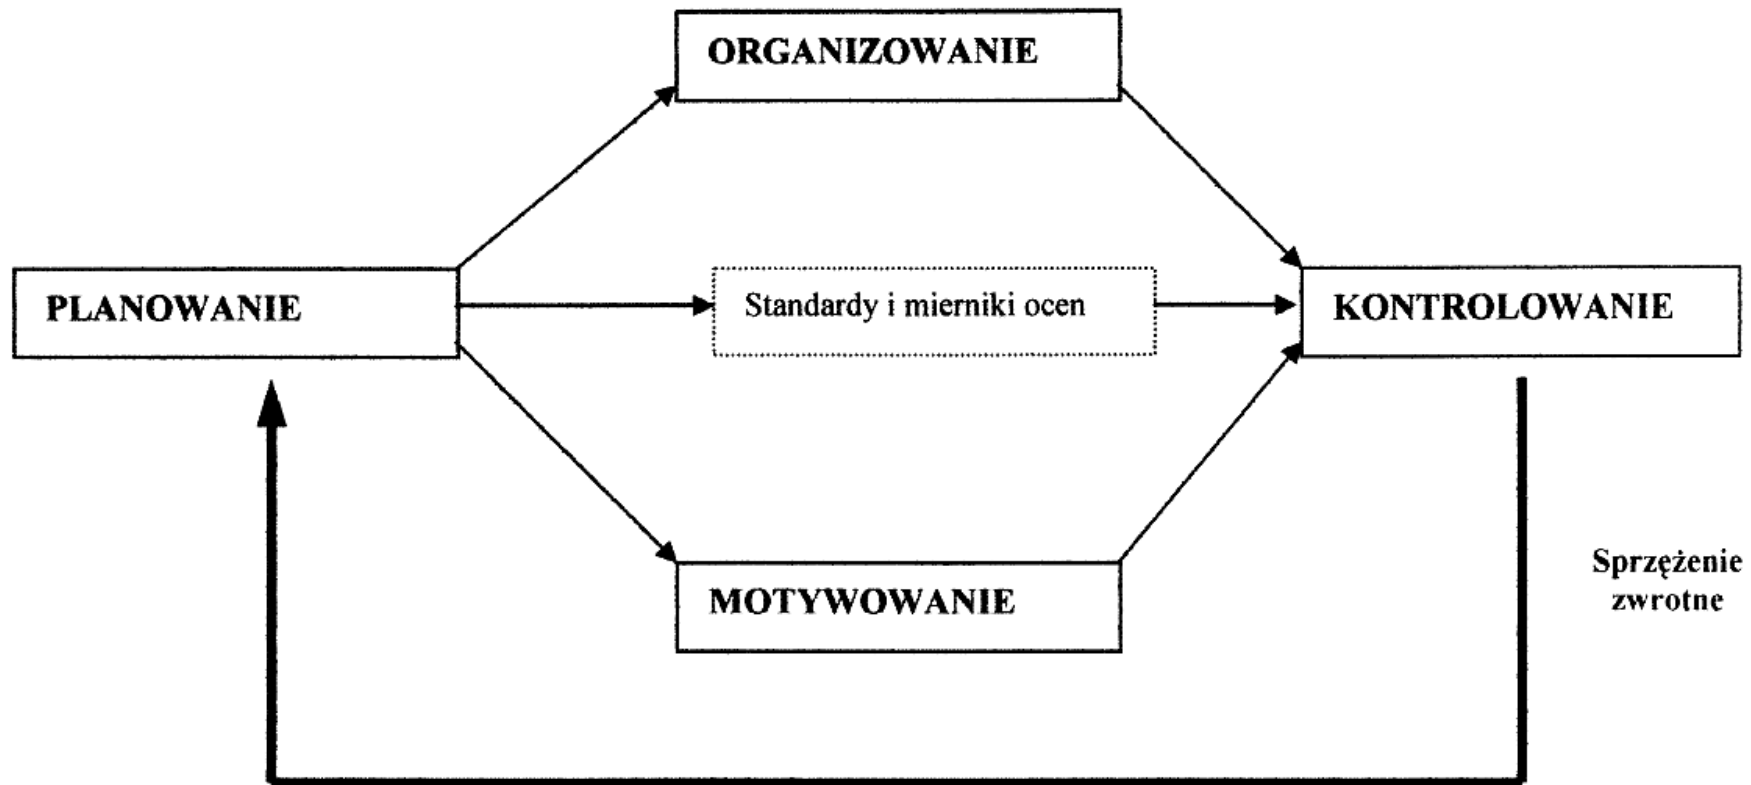 ORGANIZOWANIE
PLANOWANIE
Standardy i mierniki ocen
KONTROLOWANIE
MOTYWOWANIE
Sprzężenie
zwrotne